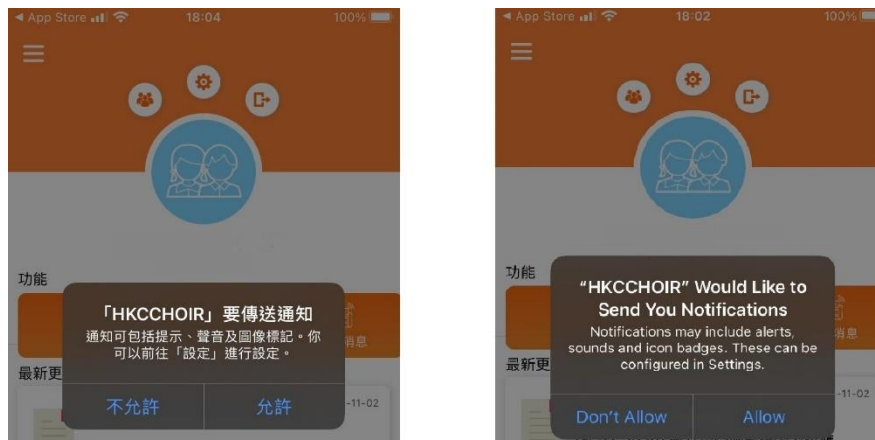 ◀ App Store
18:04
100%
功能
「HKCCHOIR」要傳送通知
通知可包括提示、聲音及圖像標記。你
可以前往「設定」進行設定。
消息
最新更
不允許
允許
-11-02
◀ App Store
18:02
100%
功能
“HKCCHOIR” Would Like to
Send You Notifications
Notifications may include alerts,
sounds and icon badges. These can be
configured in Settings.
消息
最新更
Don't Allow
Allow
-11-02